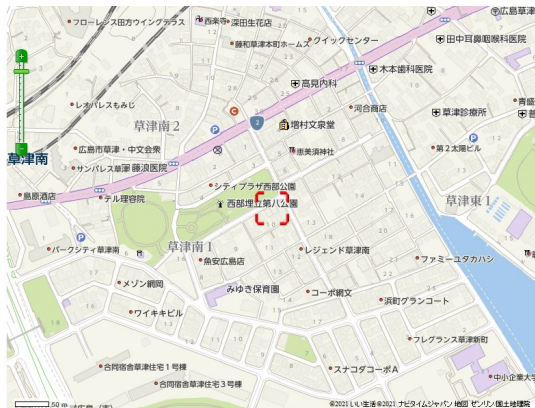 フローレンス田方ウイングテラス
西楽寺
深田生花店
藤和草津本町ホームズ
クイックセンター
広島草津
田中耳鼻咽喉科医院
木本歯科医院
高見内科
レオパレスもみじ
草津南2
増村文泉堂
河合商店
草津診療所
青盛
広島市草津・中文会衆
恵美須神社
第2太陽ビル
草津南
サンパレス草津
藤浪医院
シティプラザ西部公園
島原酒店
テル理容院
西部埋立第八公園
草津東1
パークシティ草津南
草津南1
魚安広島店
レジェンド草津南
ファミーユタカハシ
メゾン網岡
みゆき保育園
コーポ網文
浜町グランコート
ワイキキビル
フレグランス草津新町
合同宿舎草津住宅1号棟
スナコダコーポA
合同宿舎草津住宅3号棟
中小企業大学
50 m
©2021 いい生活 ©2021 ナビタイムジャパン 地図 ゼンリン 国土地理院